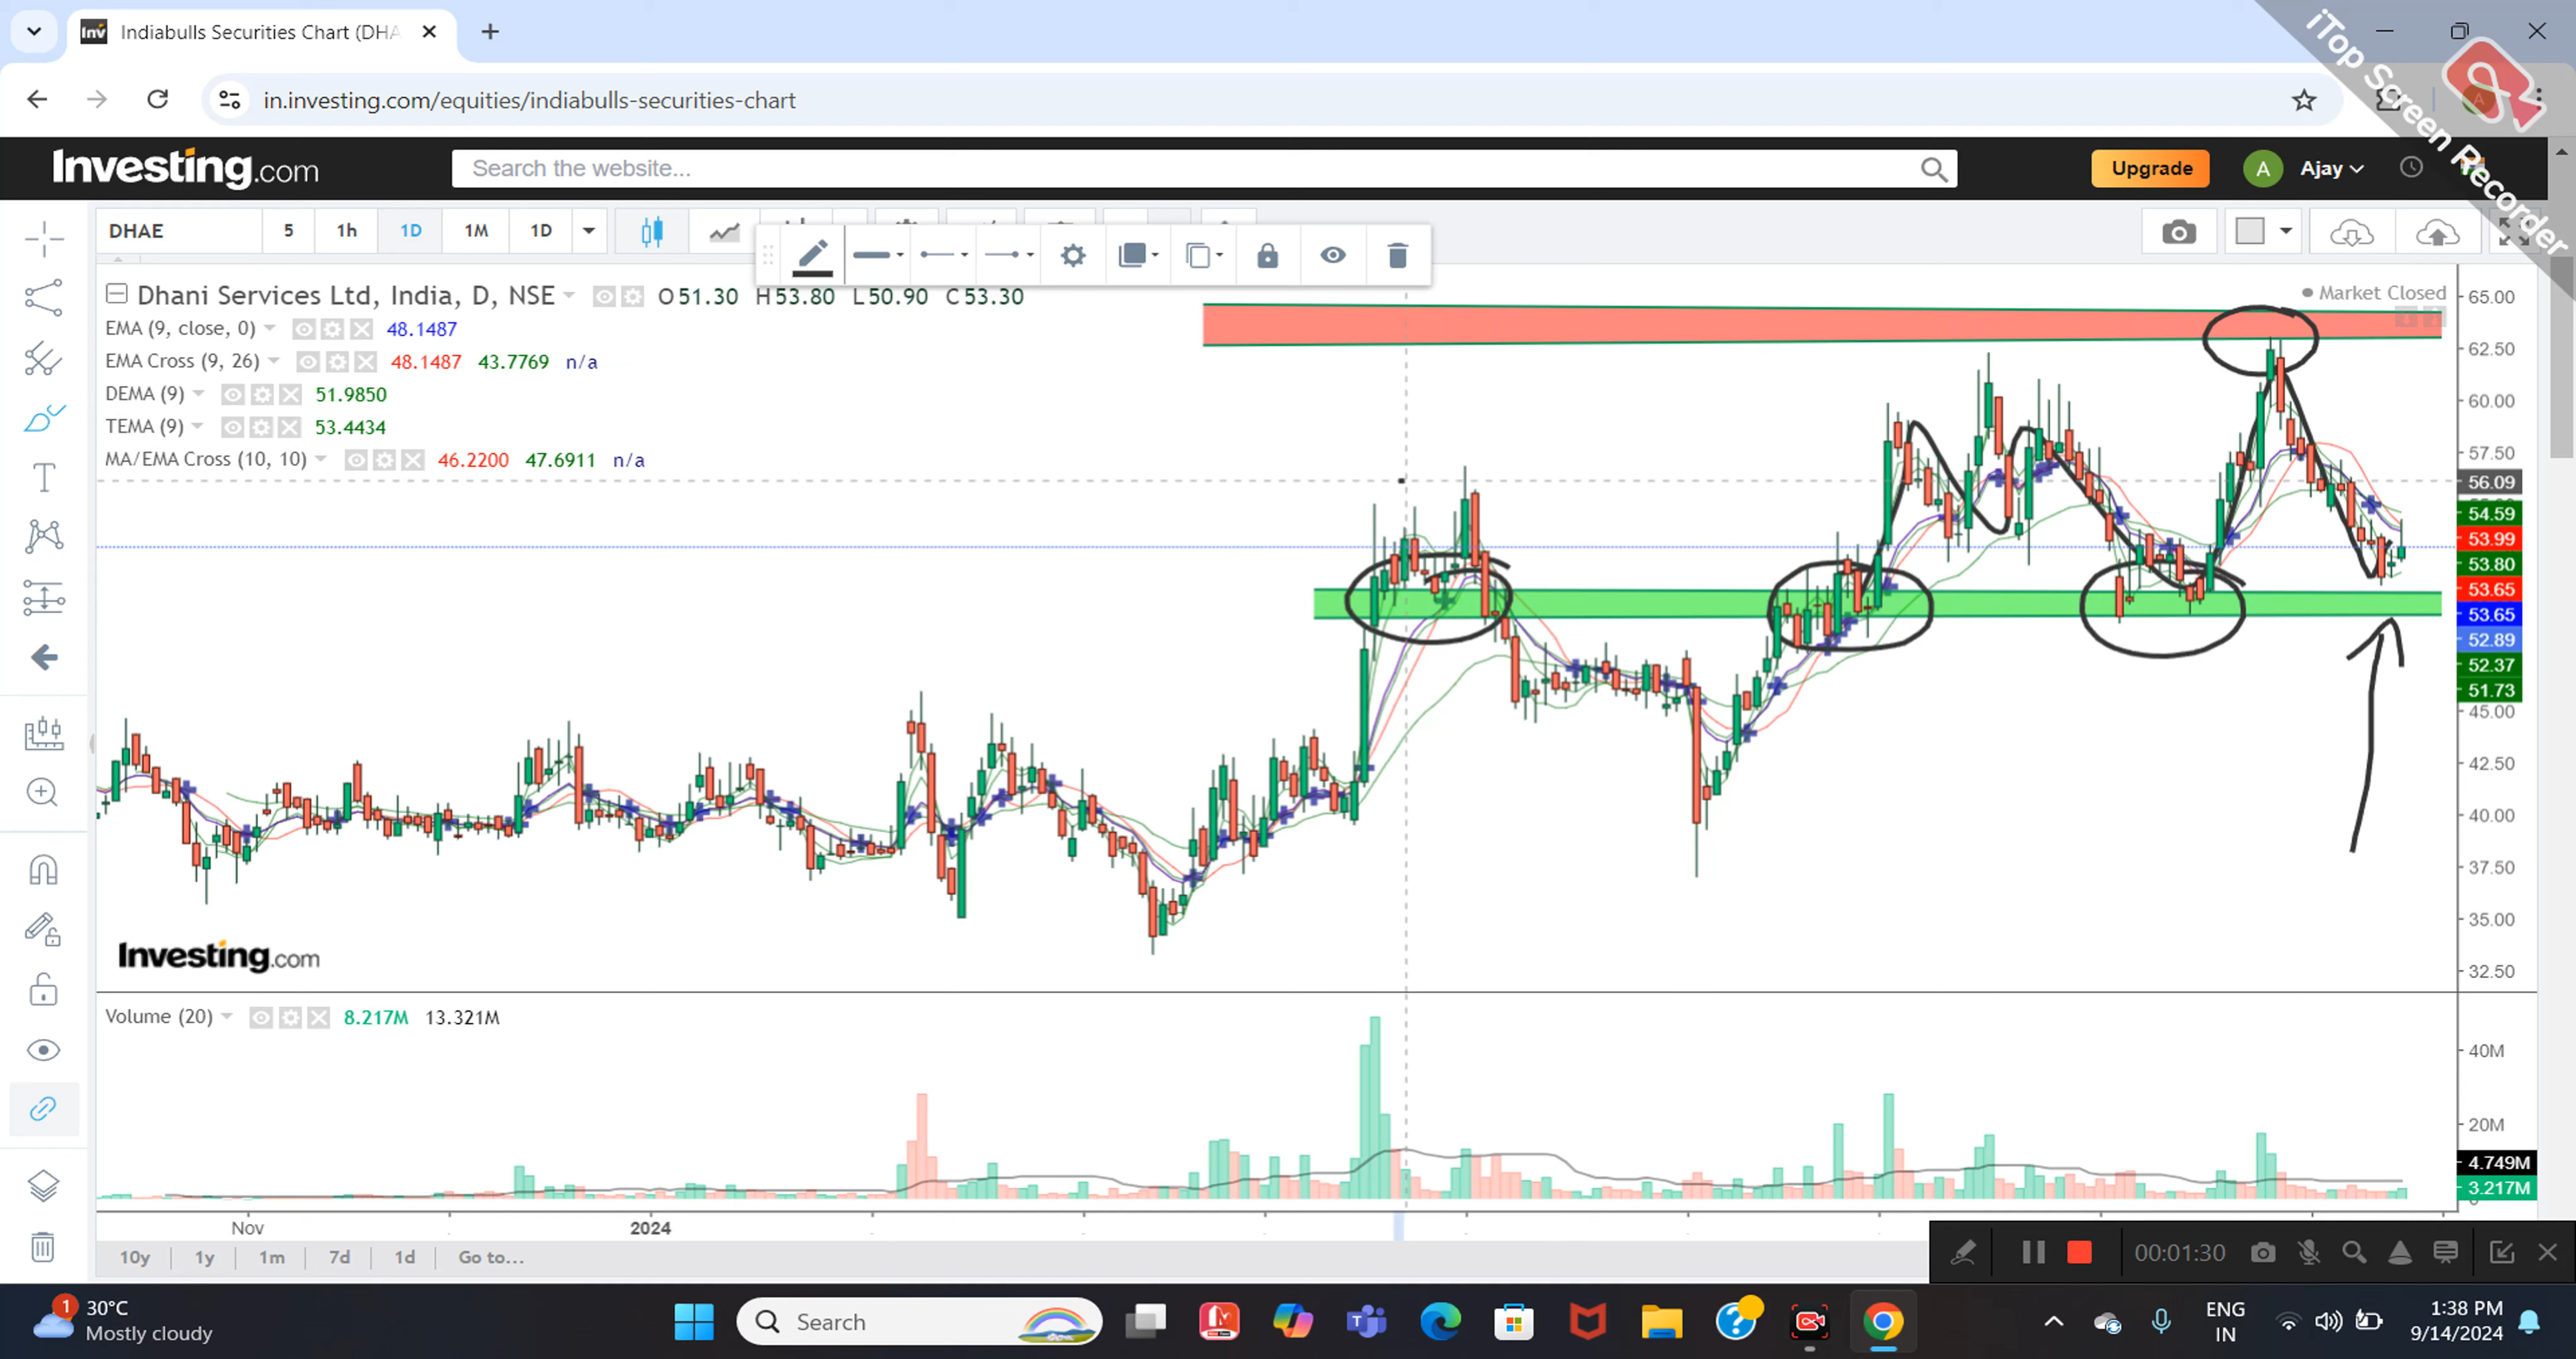 Indiabulls Securities Chart (DHA
in.investing.com/equities/indiabulls-securities-chart
iTop Screen Recorder
Investing.com
Search the website...
Upgrade
A
Ajay
DHAE
5
1h
1D
1M
1D
Dhani Services Ltd, India, D, NSE O51.30 H53.80 L50.90 C53.30
Market Closed
EMA (9, close, 0) 48.1487
EMA Cross (9, 26) 48.1487 43.7769 n/a
DEMA (9) 51.9850
TEMA (9) 53.4434
MA/EMA Cross (10, 10) 46.2200 47.6911 n/a
65.00
62.50
60.00
57.50
56.09
54.59
53.99
53.80
53.65
53.65
52.89
52.37
51.73
45.00
42.50
40.00
37.50
35.00
32.50
Investing.com
Volume (20) 8.217M 13.321M
40M
20M
4.749M
3.217M
0
Nov
2024
10y
1y
1m
7d
1d
Go to...
00:01:30
1
30°C
Mostly cloudy
Search
ENG
IN
1:38 PM
9/14/2024